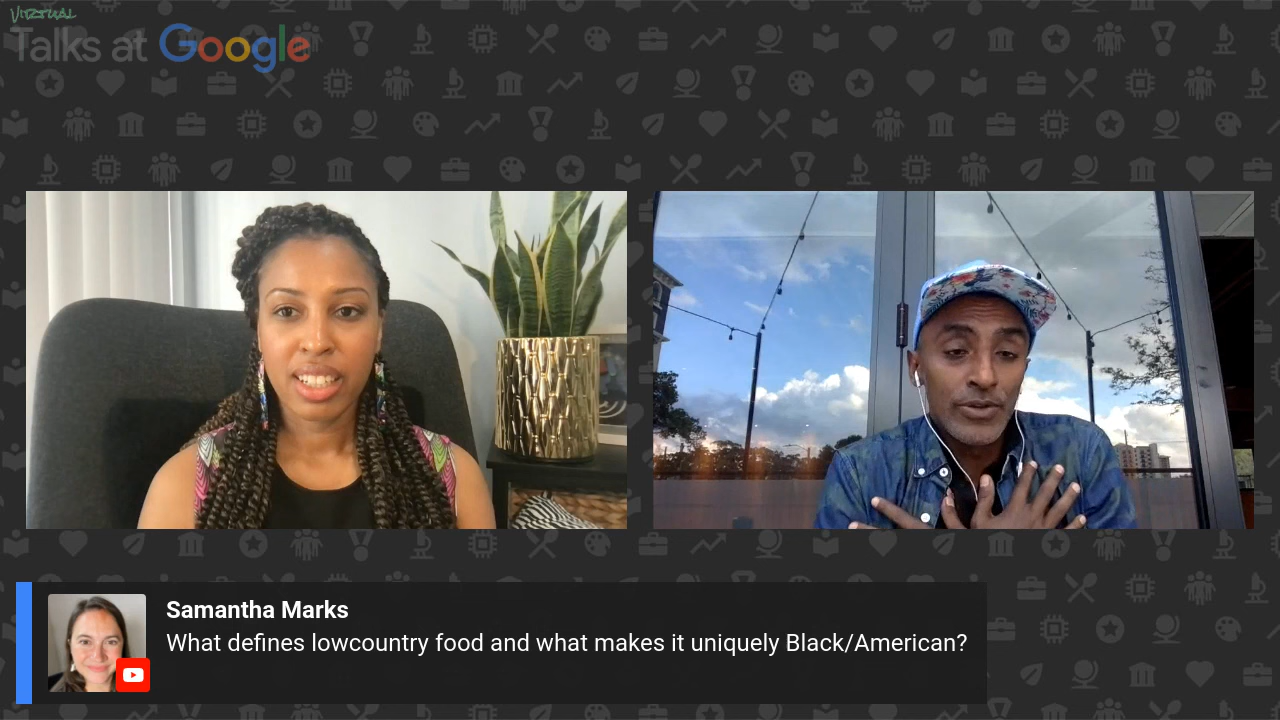 VIRTUAL
Talks at Google
Samantha Marks
What defines lowcountry food and what makes it uniquely Black/American?